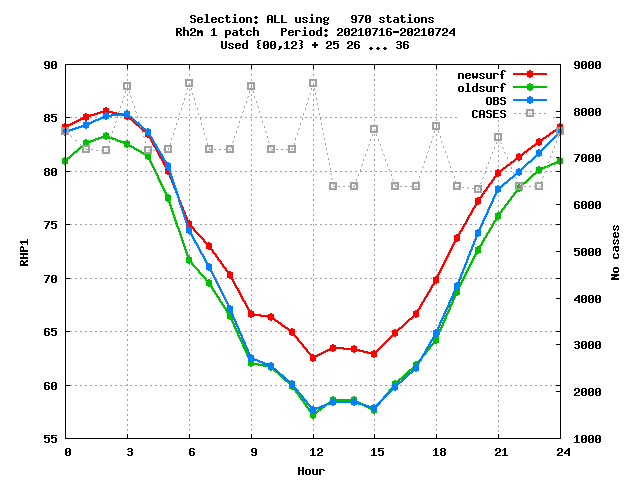 Selection: ALL using   970 stations
Rh2m 1 patch   Period: 20210716-20210724
Used {00,12} + 25 26 ... 36
90
85
80
75
70
65
60
55
RHP1
9000
8000
7000
6000
5000
4000
3000
2000
1000
No cases
newsurf
oldsurf
OBS
CASES
0 3 6 9 12 15 18 21 24
Hour